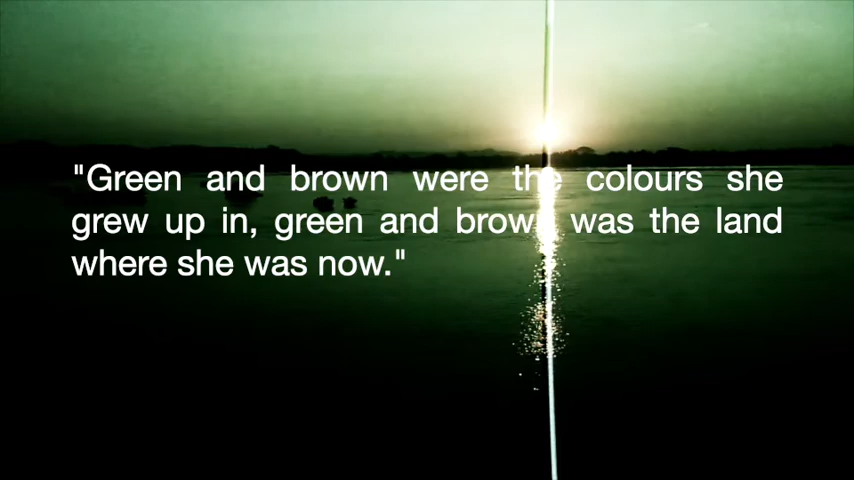 "Green and brown were the colours she
grew up in, green and brown was the land
where she was now."